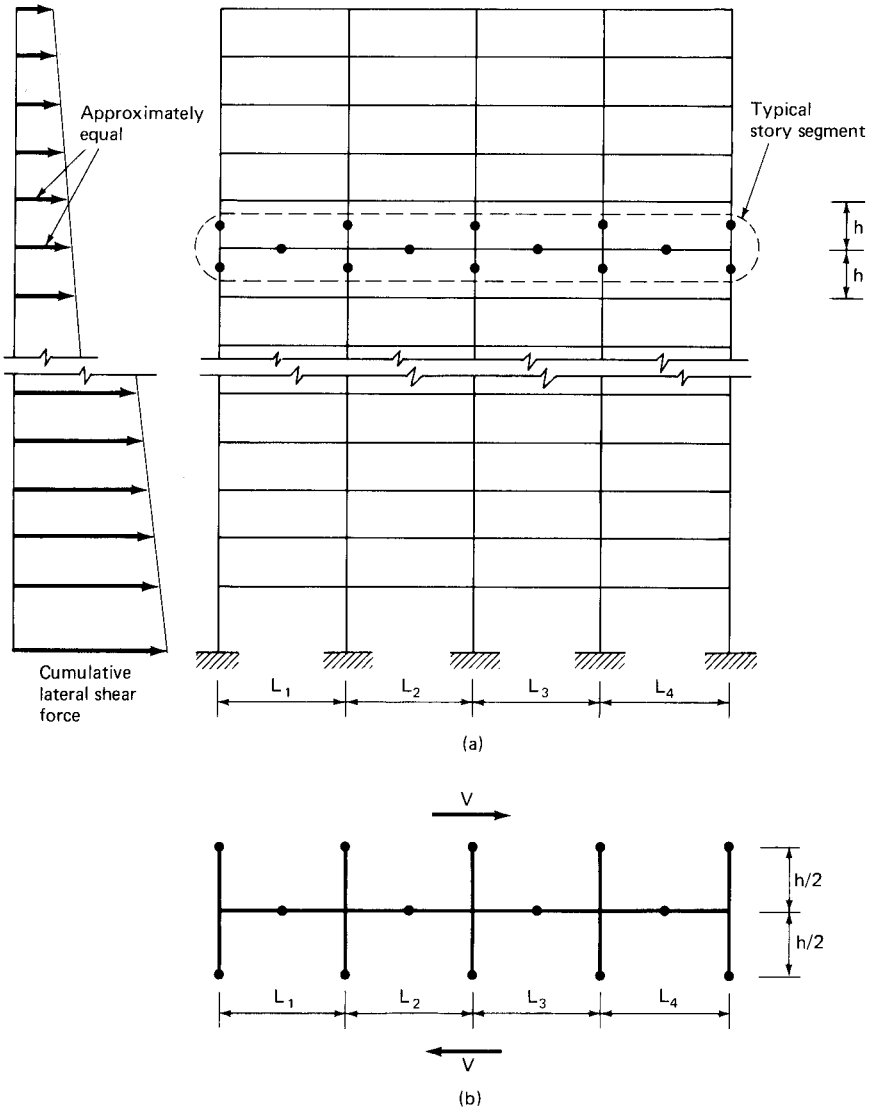 Approximately
equal
Typical
story segment
h
h
Cumulative
lateral shear
force
L₁
L₂
L₃
L₄
(a)
V
h/2
h/2
L₁
L₂
L₃
L₄
V
(b)